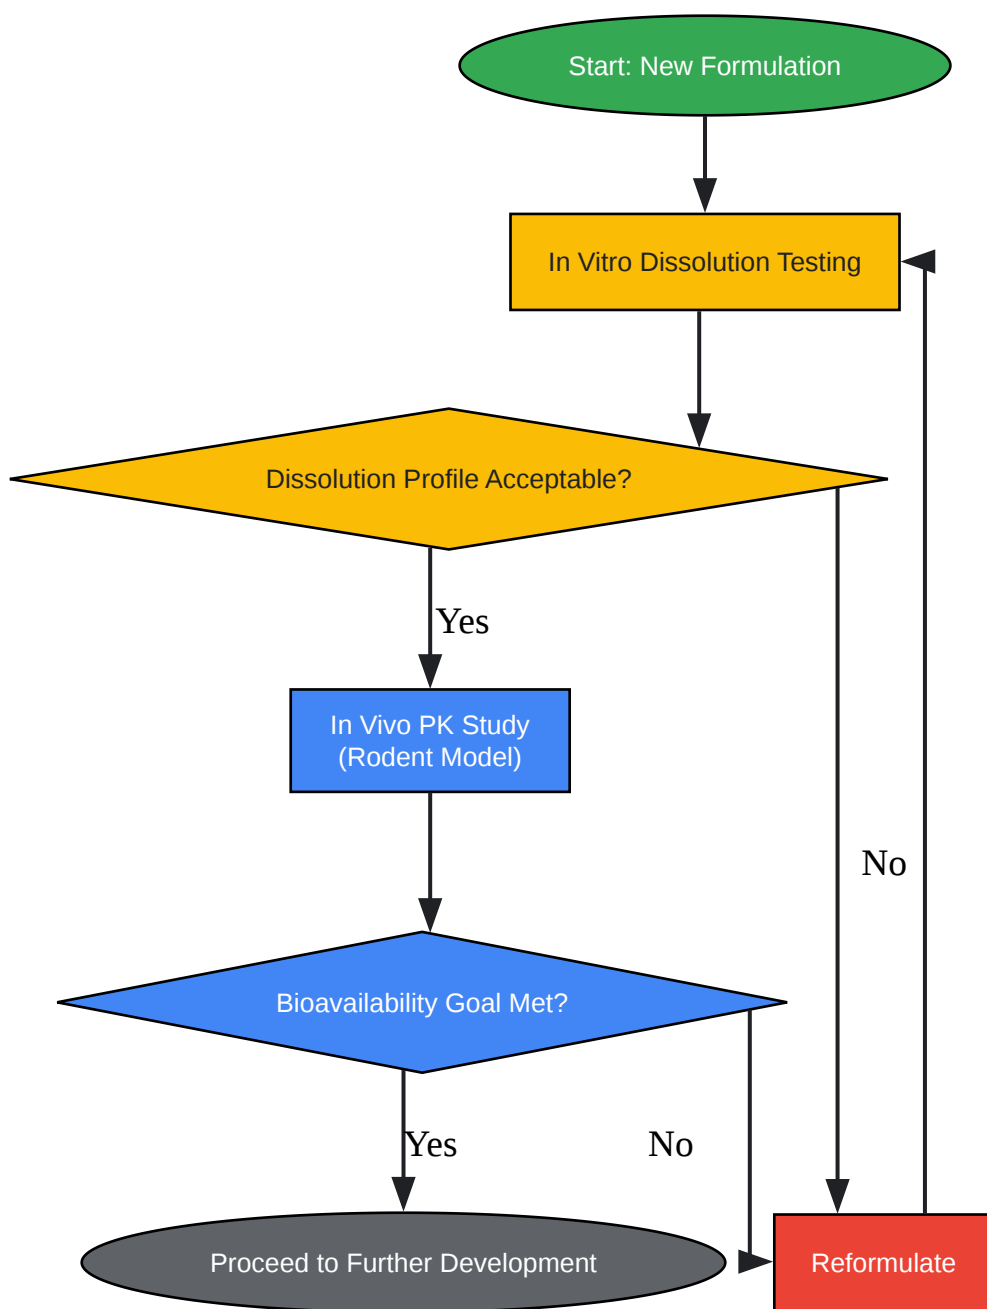 Start: New Formulation
In Vitro Dissolution Testing
Dissolution Profile Acceptable?
Yes
In Vivo PK Study
(Rodent Model)
No
Bioavailability Goal Met?
Yes
No
Proceed to Further Development
Reformulate